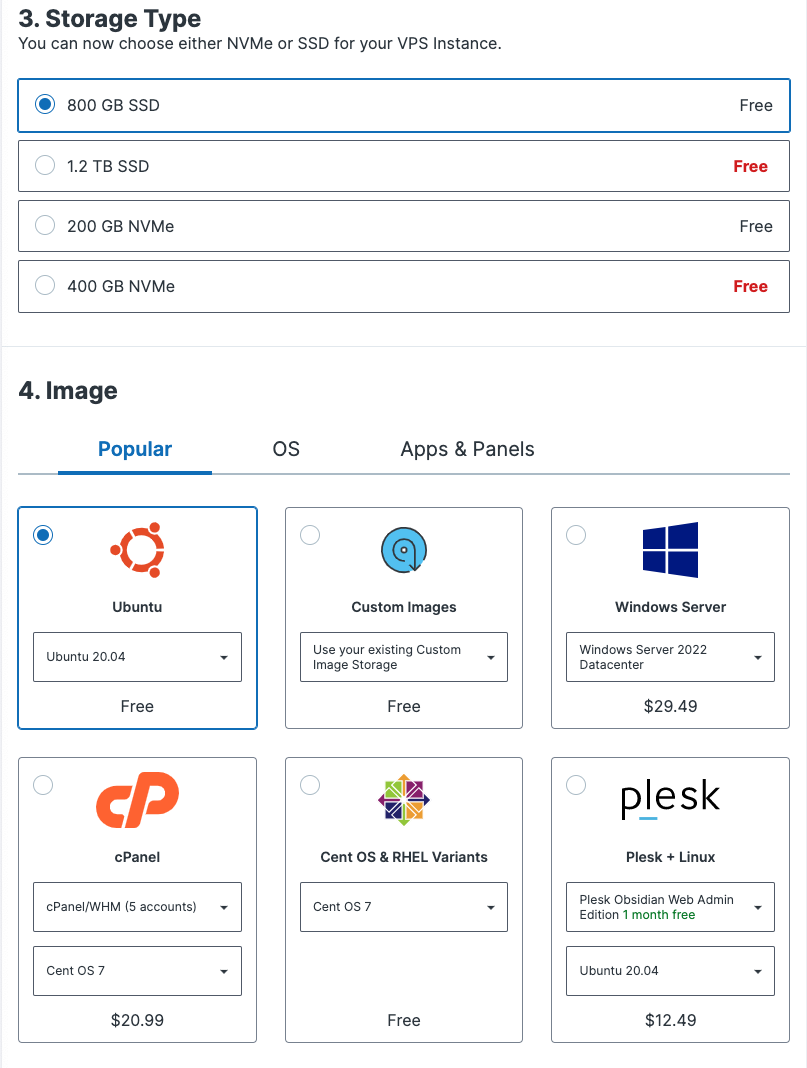 3. Storage Type
You can now choose either NVMe or SSD for your VPS Instance.
800 GB SSD Free
1.2 TB SSD Free
200 GB NVMe Free
400 GB NVMe Free
4. Image
Popular OS Apps & Panels
Ubuntu
Ubuntu 20.04
Free
Custom Images
Use your existing Custom
Image Storage
Free
Windows Server
Windows Server 2022
Datacenter
$29.49
cP
cPanel
cPanel/WHM (5 accounts)
Cent OS 7
$20.99
Cent OS & RHEL Variants
Cent OS 7
Free
plesk
Plesk + Linux
Plesk Obsidian Web Admin
Edition 1 month free
Ubuntu 20.04
$12.49